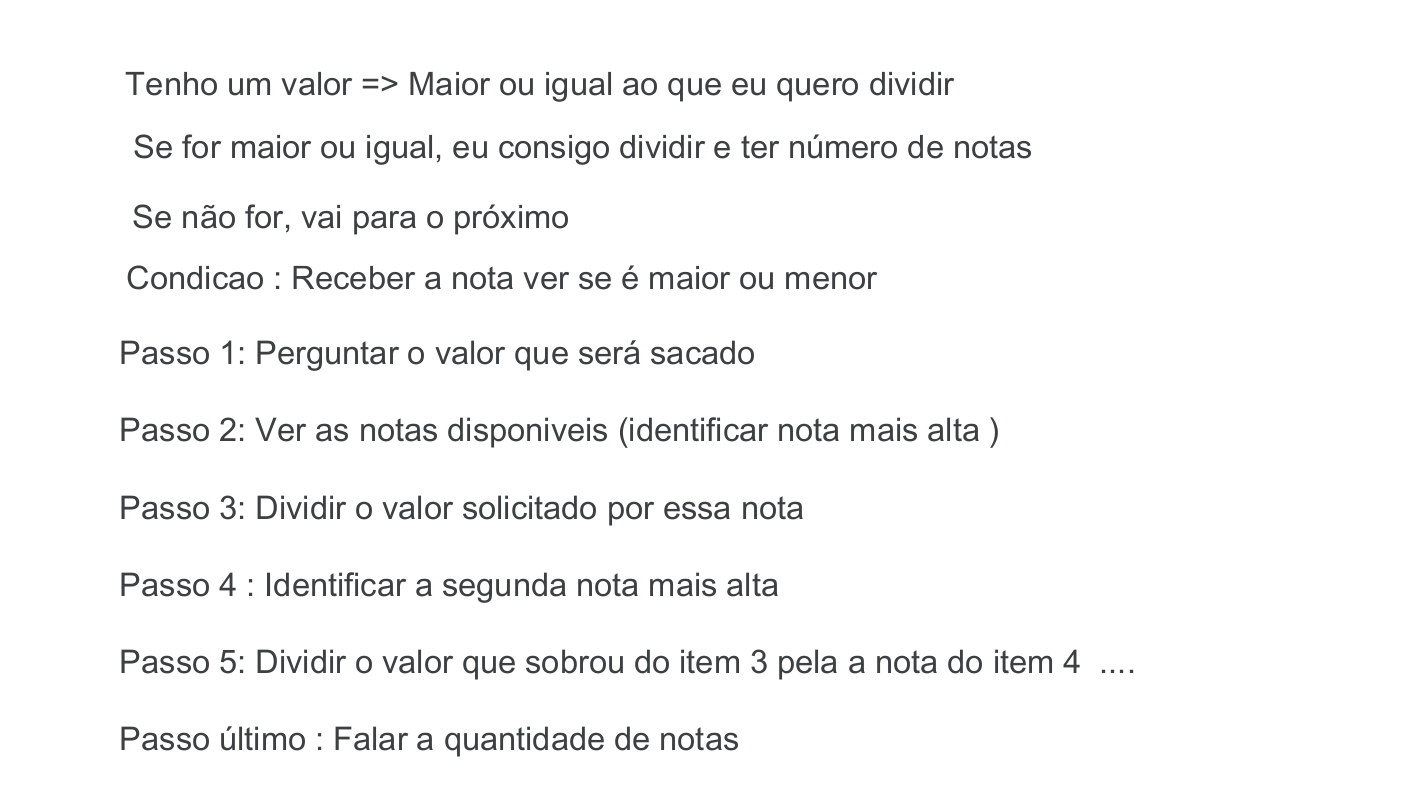 Tenho um valor => Maior ou igual ao que eu quero dividir
Se for maior ou igual, eu consigo dividir e ter número de notas
Se não for, vai para o próximo
Condicao : Receber a nota ver se é maior ou menor
Passo 1: Perguntar o valor que será sacado
Passo 2: Ver as notas disponiveis (identificar nota mais alta )
Passo 3: Dividir o valor solicitado por essa nota
Passo 4 : Identificar a segunda nota mais alta
Passo 5: Dividir o valor que sobrou do item 3 pela a nota do item 4  ....
Passo último : Falar a quantidade de notas